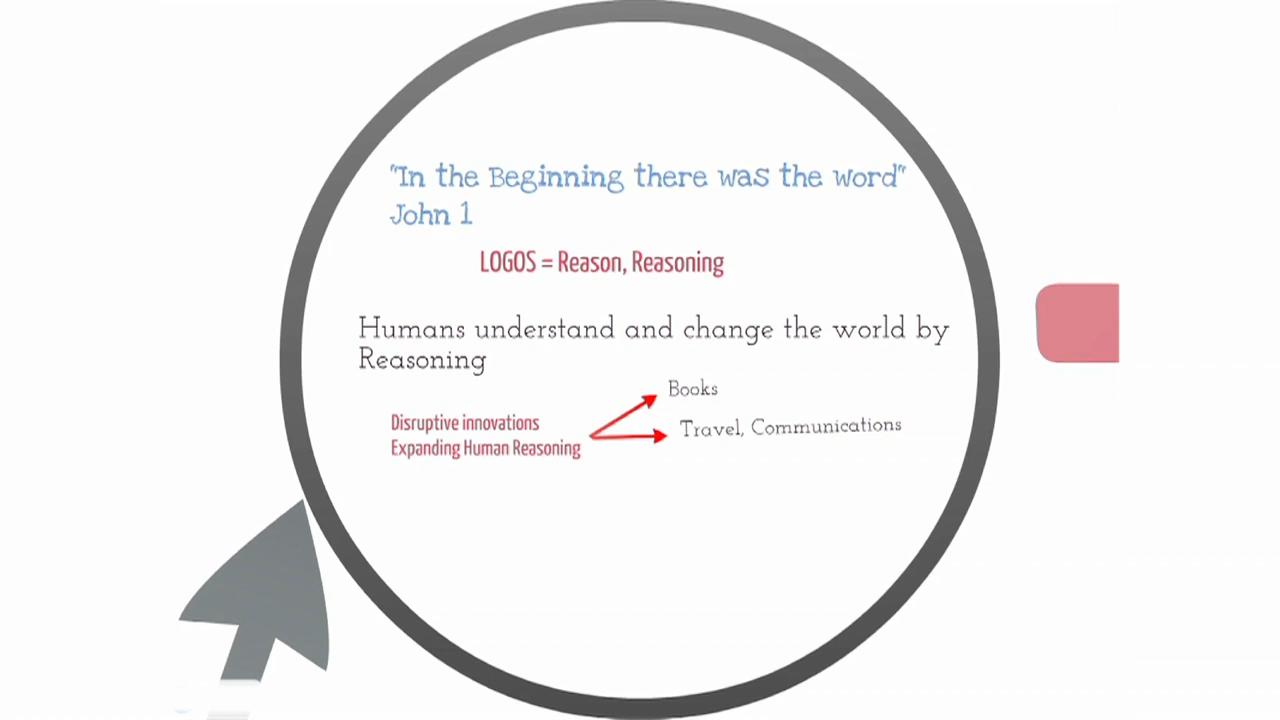 "In the Beginning there was the word"
John 1
LOGOS = Reason, Reasoning
Humans understand and change the world by
Reasoning
Books
Disruptive innovations
Travel, Communications
Expanding Human Reasoning